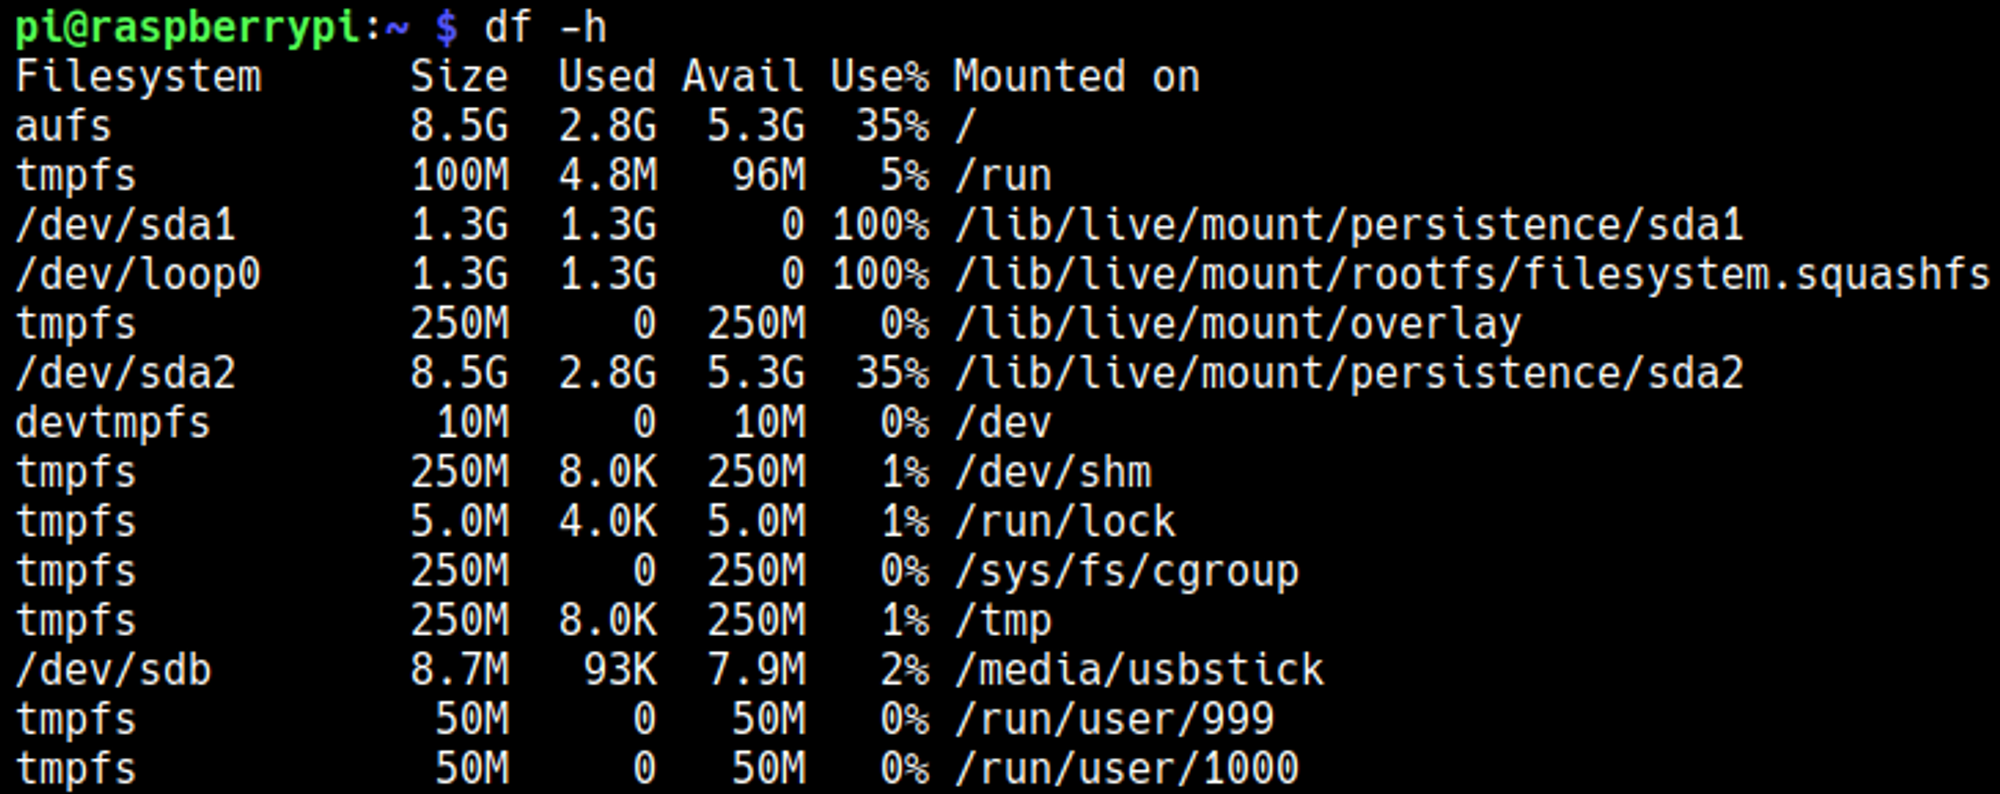 pi@raspberrypi:~ $ df -h
Filesystem      Size  Used Avail Use% Mounted on
aufs            8.5G  2.8G  5.3G  35% /
tmpfs           100M  4.8M   96M   5% /run
/dev/sda1       1.3G  1.3G     0 100% /lib/live/mount/persistence/sda1
/dev/loop0      1.3G  1.3G     0 100% /lib/live/mount/rootfs/filesystem.squashfs
tmpfs           250M     0  250M   0% /lib/live/mount/overlay
/dev/sda2       8.5G  2.8G  5.3G  35% /lib/live/mount/persistence/sda2
devtmpfs         10M     0   10M   0% /dev
tmpfs           250M  8.0K  250M   1% /dev/shm
tmpfs           5.0M  4.0K  5.0M   1% /run/lock
tmpfs           250M     0  250M   0% /sys/fs/cgroup
tmpfs           250M  8.0K  250M   1% /tmp
/dev/sdb        8.7M   93K  7.9M   2% /media/usbstick
tmpfs            50M     0   50M   0% /run/user/999
tmpfs            50M     0   50M   0% /run/user/1000